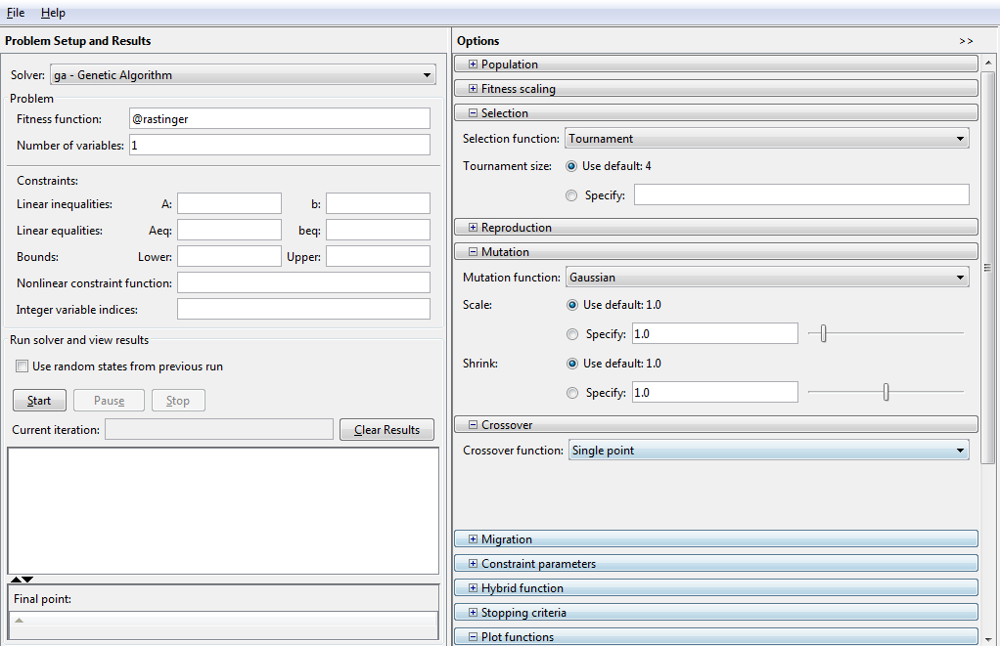 File Help
Problem Setup and Results
Solver: ga - Genetic Algorithm
Problem
Fitness function: @rastinger
Number of variables: 1
Constraints:
Linear inequalities: A: b:
Linear equalities: Aeq: beq:
Bounds: Lower: Upper:
Nonlinear constraint function:
Integer variable indices:
Run solver and view results
Use random states from previous run
Start Pause Stop
Current iteration: Clear Results
Final point:
Options >>
Population
Fitness scaling
Selection
Selection function: Tournament
Tournament size: Use default: 4
Specify:
Reproduction
Mutation
Mutation function: Gaussian
Scale: Use default: 1.0
Specify: 1.0
Shrink: Use default: 1.0
Specify: 1.0
Crossover
Crossover function: Single point
Migration
Constraint parameters
Hybrid function
Stopping criteria
Plot functions